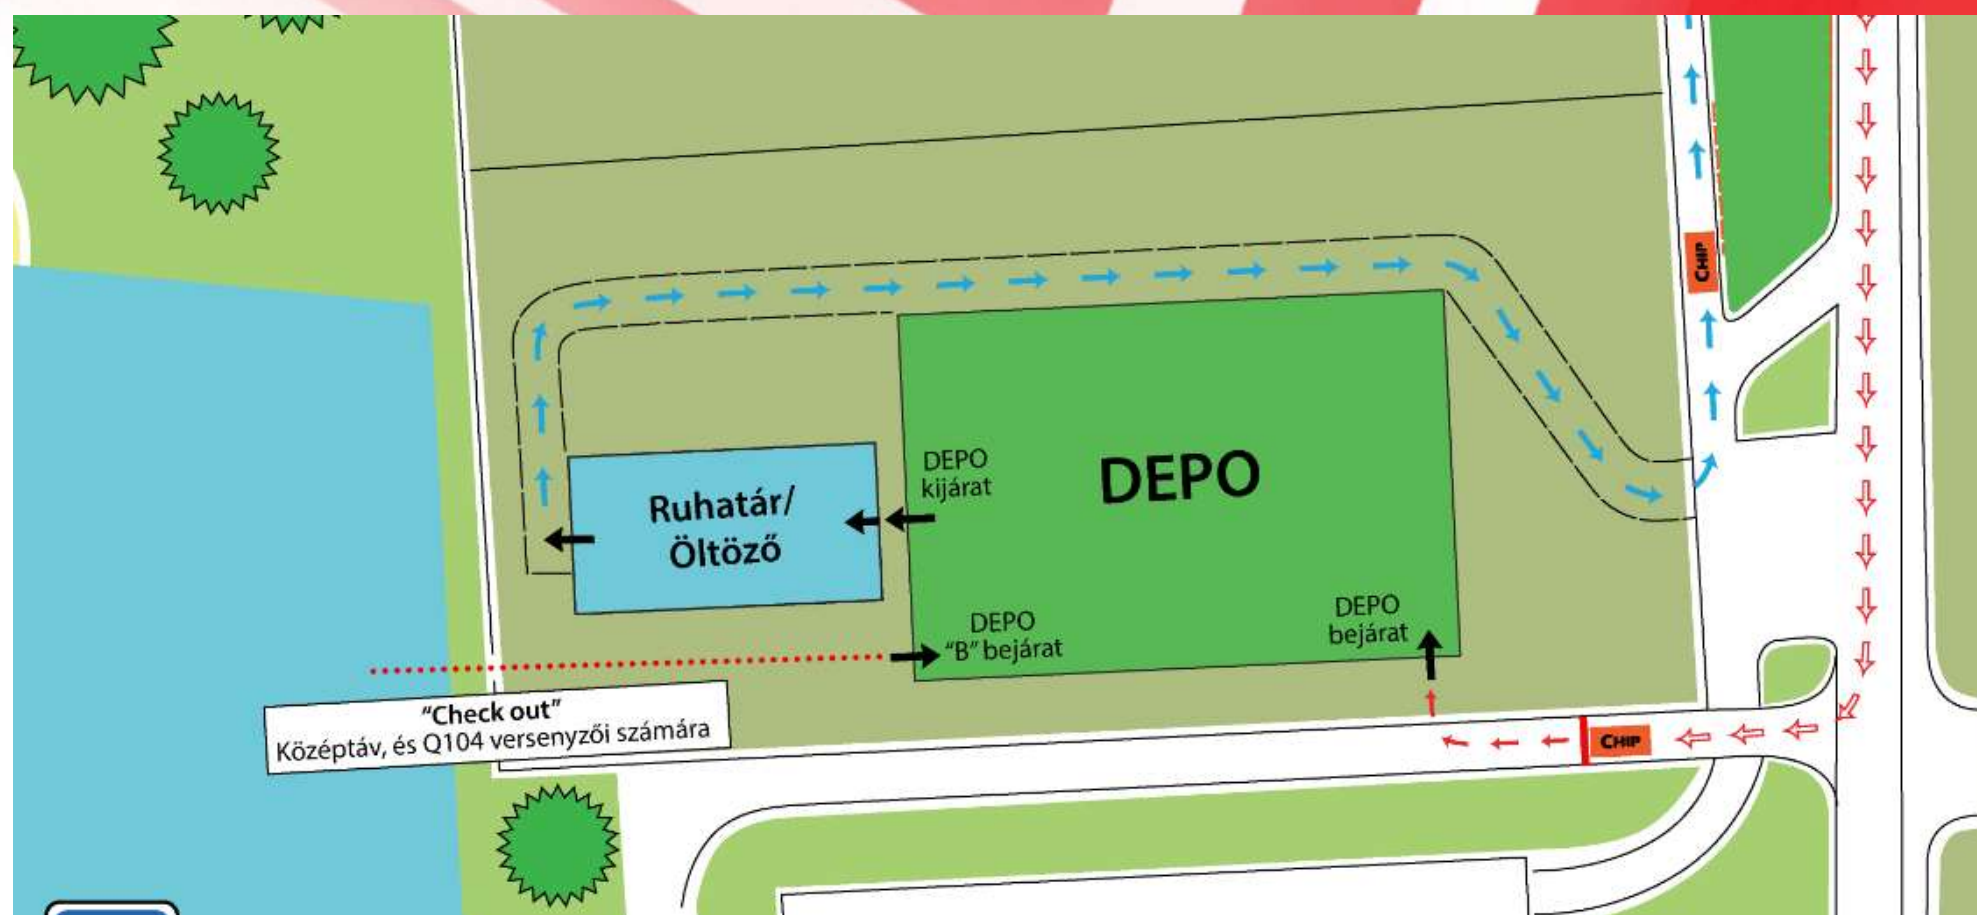 CHIP
DEPO
kijárat
DEPO
Ruhatár/
Öltöző
DEPO
"B" bejárat
DEPO
bejárat
"Check out"
Középtáv, és Q104 versenyzői számára
CHIP